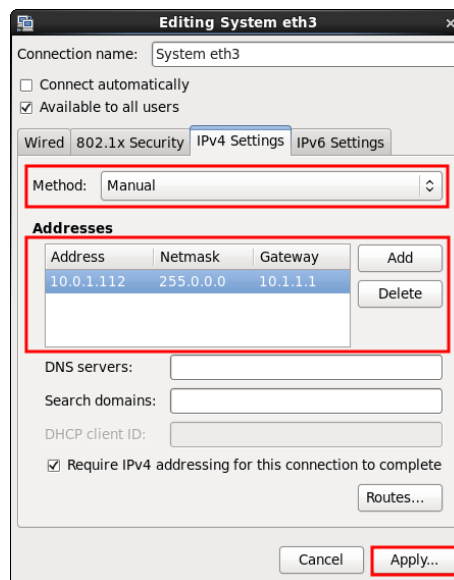 Editing System eth3
Connection name: System eth3
Connect automatically
Available to all users
Wired 802.1x Security IPv4 Settings IPv6 Settings
Method: Manual
Addresses
Address Netmask Gateway Add
10.0.1.112 255.0.0.0 10.1.1.1
Delete
DNS servers:
Search domains:
DHCP client ID:
Require IPv4 addressing for this connection to complete
Routes...
Cancel Apply...